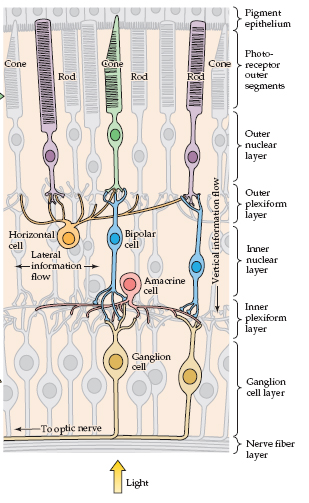 Pigment
epithelium
Photo-
receptor
outer
segments
Cone
Rod
Cone
Rod
Rod
Cone
Outer
nuclear
layer
Outer
plexiform
layer
Horizontal
cell
Bipolar
cell
Vertical information flow
Lateral
information
flow
Inner
nuclear
layer
Amacrine
cell
Inner
plexiform
layer
Ganglion
cell
Ganglion
cell layer
To optic nerve
Nerve fiber
layer
Light